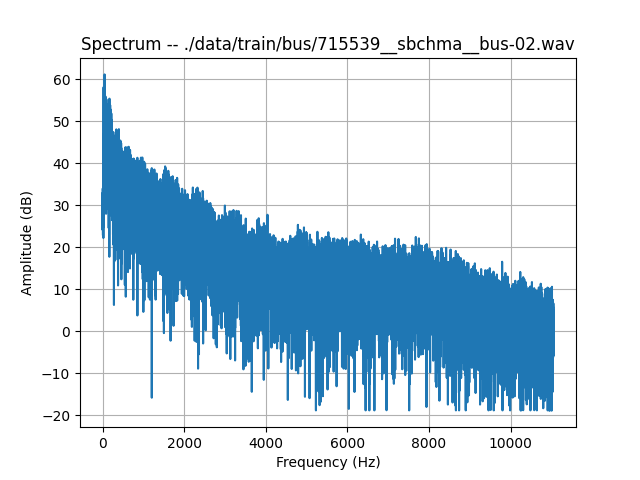 Spectrum -- ./data/train/bus/715539__sbchma__bus-02.wav
60
50
40
30
20
10
0
−10
−20
Amplitude (dB)
0 2000 4000 6000 8000 10000
Frequency (Hz)